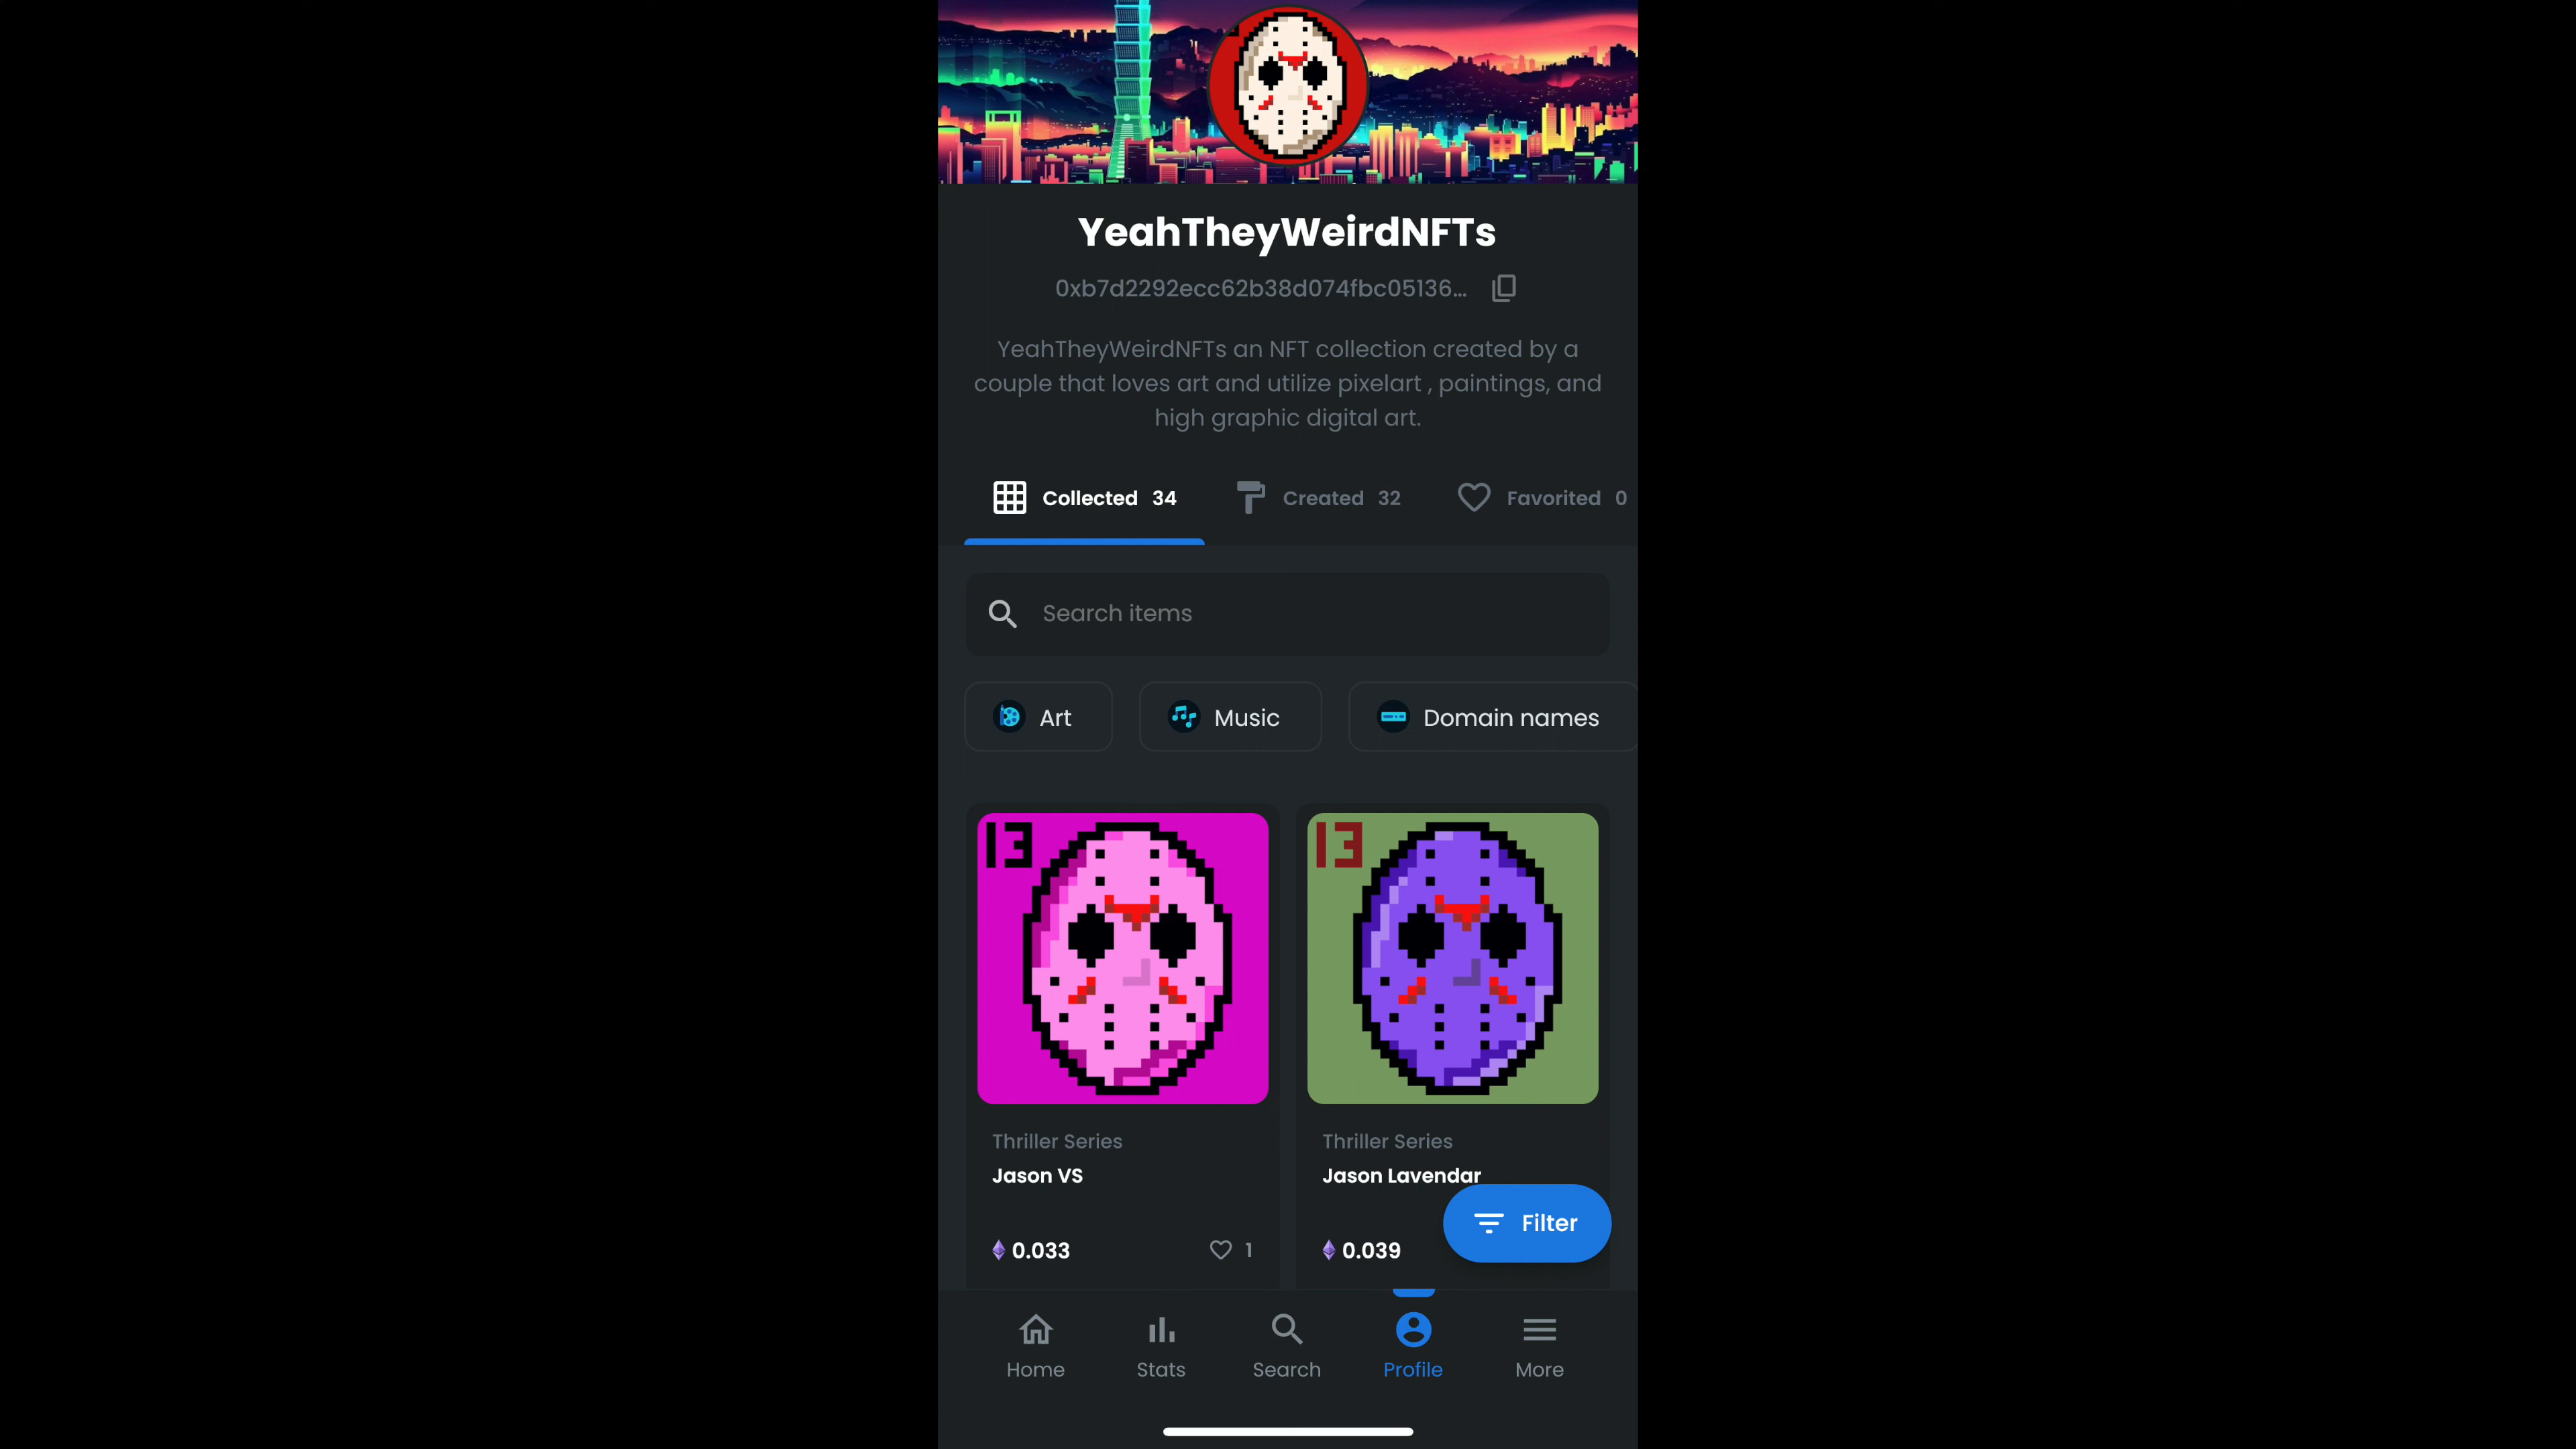 YeahTheyWeirdNFTs
0xb7d2292ecc62b38d074fbc05136...
YeahTheyWeirdNFTs an NFT collection created by a
couple that loves art and utilize pixelart , paintings, and
high graphic digital art.
Collected 34
Created 32
Favorited 0
Search items
Art
Music
Domain names
13
13
Thriller Series
Jason VS
0.033
1
Thriller Series
Jason Lavendar
0.039
Filter
Home
Stats
Search
Profile
More